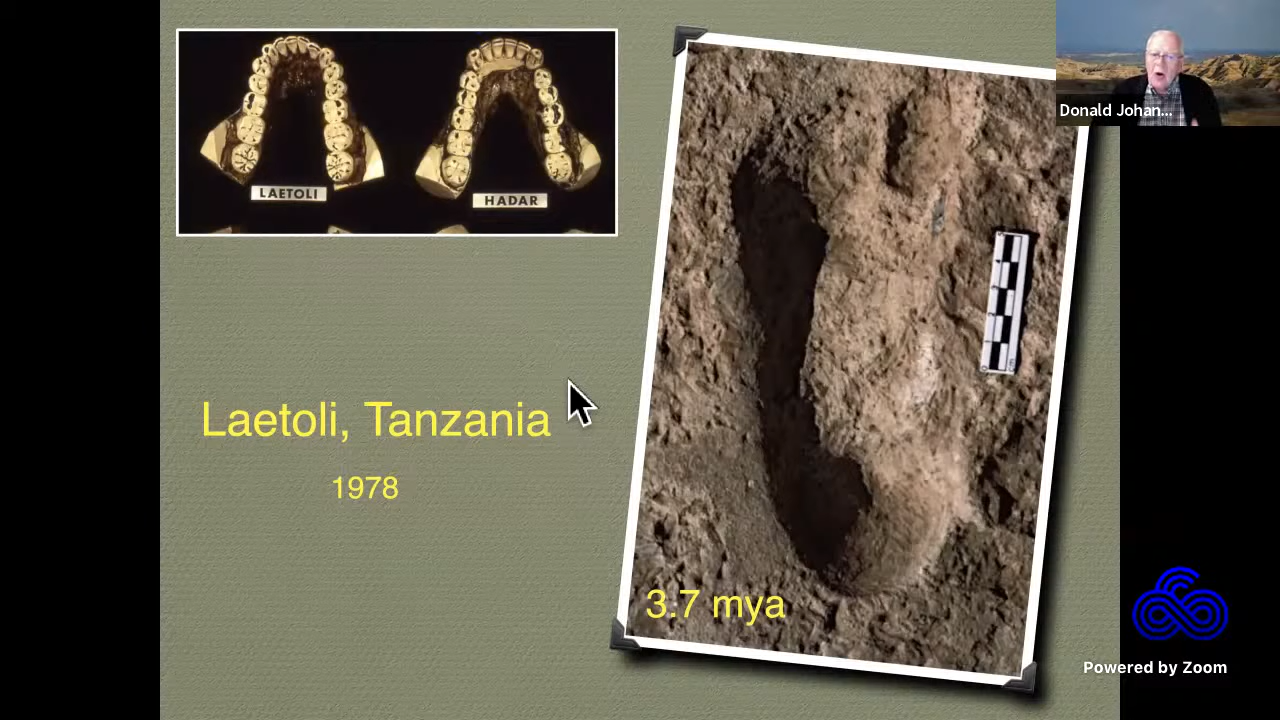 LAETOLI
HADAR
Donald Johan...
Laetoli, Tanzania
1978
3.7 mya
Powered by Zoom